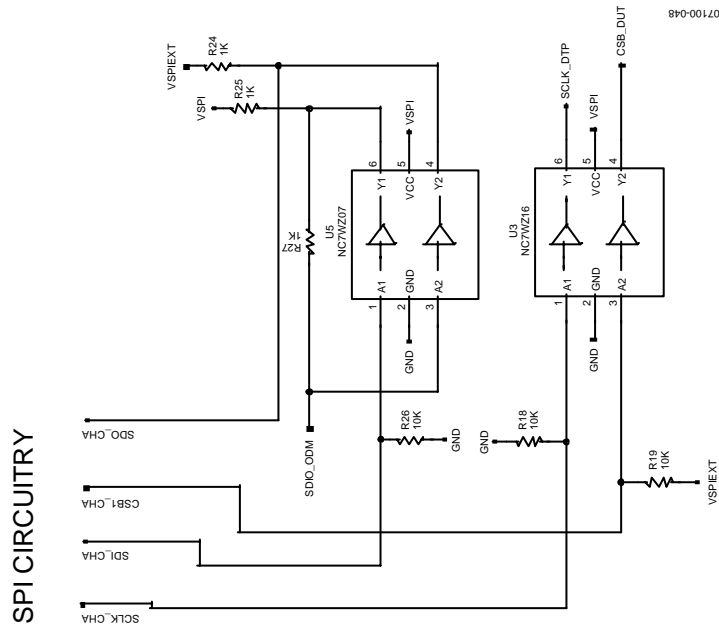 SPI CIRCUITRY
SCLK_CHA
SDI_CHA
CSB1_CHA
SDO_CHA
VSPIEXT
R24
1K
VSPI
R25
1K
R27
1K
U5
NC7WZ07
1
A1
Y1
6
2
GND
VCC
5
3
A2
Y2
4
GND
VSPI
SDIO_ODM
R26
10K
GND
U3
NC7WZ16
1
A1
Y1
6
2
GND
VCC
5
3
A2
Y2
4
GND
VSPI
SCLK_DTP
CSB_DUT
GND
R18
10K
R19
10K
VSPIEXT
07100-048